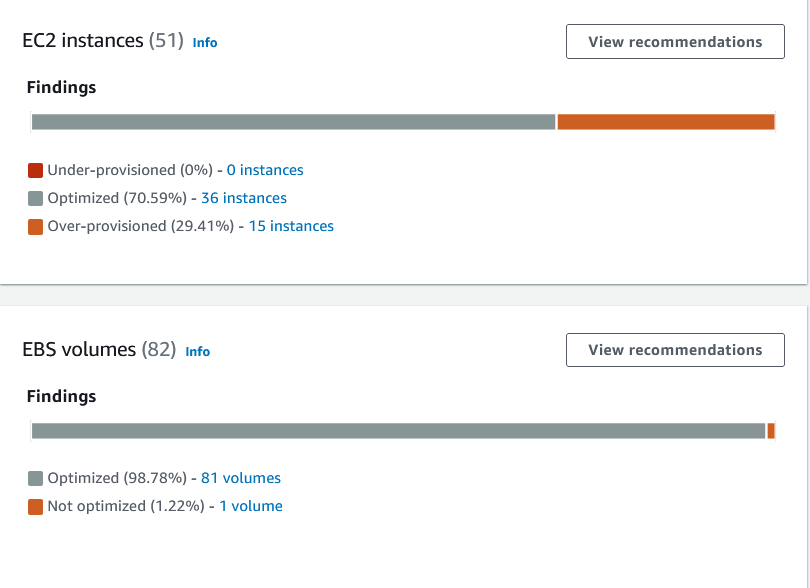 EC2 instances (51) Info View recommendations
Findings
Under-provisioned (0%) - 0 instances
Optimized (70.59%) - 36 instances
Over-provisioned (29.41%) - 15 instances
EBS volumes (82) Info View recommendations
Findings
Optimized (98.78%) - 81 volumes
Not optimized (1.22%) - 1 volume